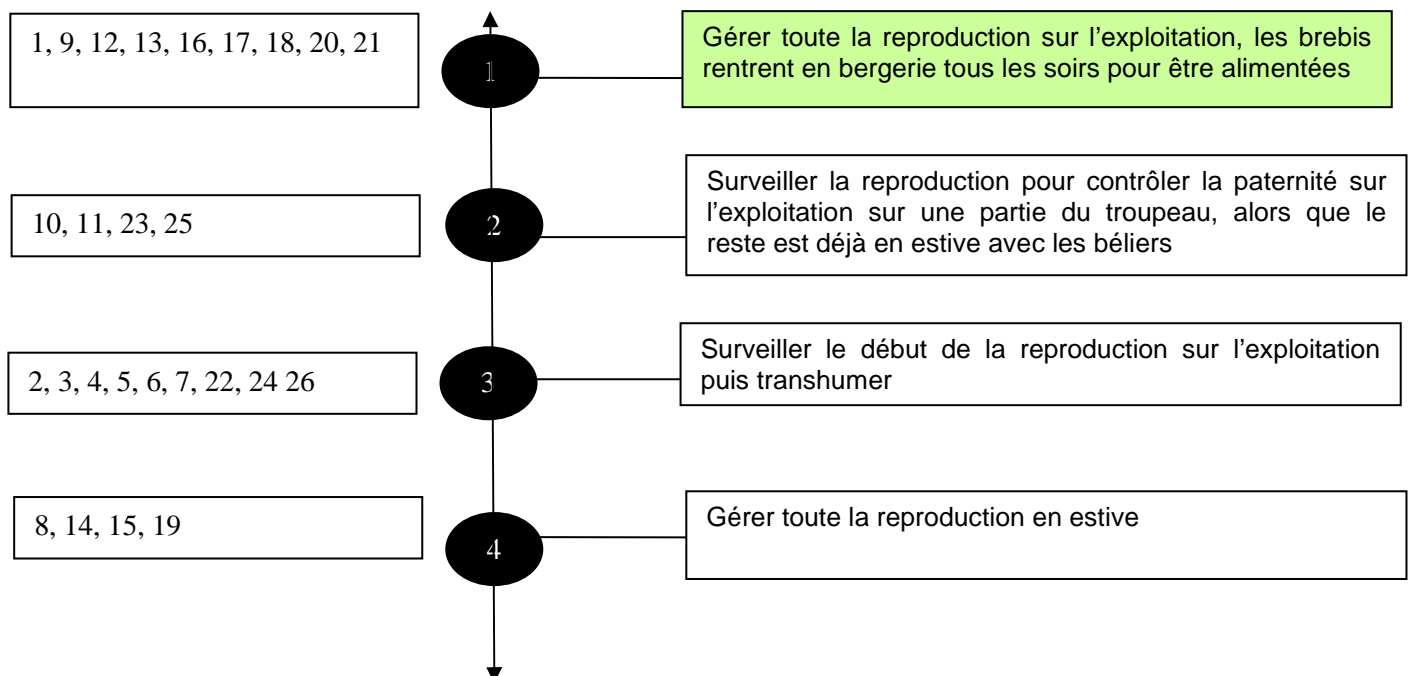 1, 9, 12, 13, 16, 17, 18, 20, 21
1
Gérer toute la reproduction sur l’exploitation, les brebis
rentrent en bergerie tous les soirs pour être alimentées
10, 11, 23, 25
2
Surveiller la reproduction pour contrôler la paternité sur
l’exploitation sur une partie du troupeau, alors que le
reste est déjà en estive avec les béliers
2, 3, 4, 5, 6, 7, 22, 24 26
3
Surveiller le début de la reproduction sur l’exploitation
puis transhumer
8, 14, 15, 19
4
Gérer toute la reproduction en estive